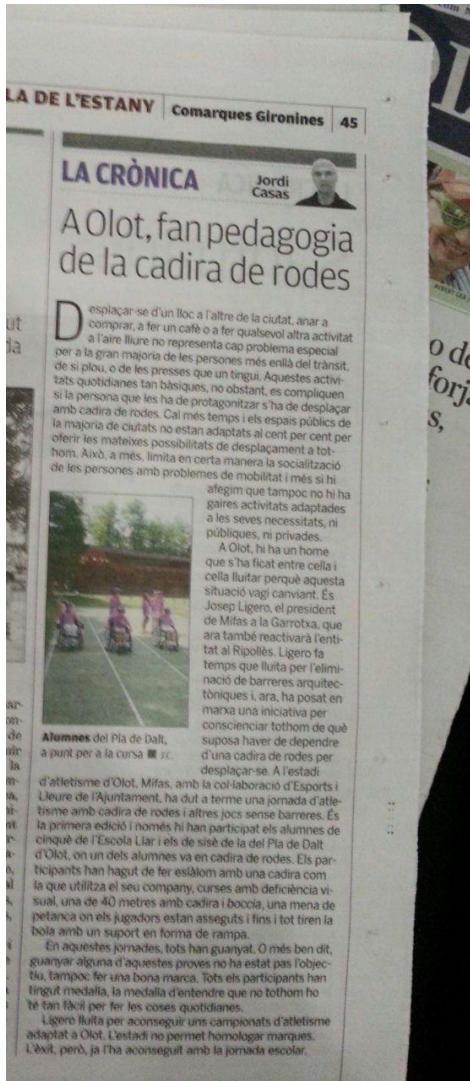 LA DE L'ESTANY | Comarques Gironines | 45
LA CRÒNICA
Jordi
Casas
A Olot, fan pedagogia
de la cadira de rodes
Desplaçar-se d'un lloc a l'altre de la ciutat, anar a
comprar, a fer un cafè o a fer qualsevol altra activitat
a l'aire lliure no representa cap problema especial
per a la gran majoria de les persones més enllà del trànsit,
de si plou, o de les presses que un tingui. Aquestes activi-
tats quotidianes tan bàsiques, no obstant, es compliquen
si la persona que les ha de protagonitzar s'ha de desplaçar
amb cadira de rodes. Cal més temps i els espais públics de
la majoria de ciutats no estan adaptats al cent per cent per
oferir les mateixes possibilitats de desplaçament a tot-
hom. Això, a més, limita en certa manera la socialització
de les persones amb problemes de mobilitat i més si hi
afegim que tampoc no hi ha
gaires activitats adaptades
a les seves necessitats, ni
públiques, ni privades.
A Olot, hi ha un home
que s'ha ficat entre cella i
cella lluitar perquè aquesta
situació vagi canviant. És
Josep Ligero, el president
de Mifas a la Garrotxa, que
ara també reactivarà l'enti-
tat al Ripollès. Ligero fa
temps que lluita per l'elimi-
nació de barreres arquitec-
tòniques i, ara, ha posat en
marxa una iniciativa per
conscienciar tothom de què
suposa haver de dependre
d'una cadira de rodes per
desplaçar-se. A l'estadi
d'atletisme d'Olot, Mifas, amb la col·laboració d'Esports i
Lleure de l'Ajuntament, ha dut a terme una jornada d'atle-
tisme amb cadira de rodes i altres jocs sense barreres. És
la primera edició i només hi han participat els alumnes de
cinquè de l'Escola Llar i els de sisè de la del Pla de Dalt
d'Olot, on un dels alumnes va en cadira de rodes. Els par-
ticipants han hagut de fer eslàlom amb una cadira com
la que utilitza el seu company, curses amb deficiència vi-
sual, una de 40 metres amb cadira i boccia, una mena de
petanca on els jugadors estan asseguts i fins i tot tiren la
bola amb un suport en forma de rampa.
En aquestes jornades, tots han guanyat. O més ben dit,
guanyar alguna d'aquestes proves no ha estat pas l'objec-
tiu, tampoc fer una bona marca. Tots els participants han
tingut medalla, la medalla d'entendre que no tothom ho
té tan fàcil per fer les coses quotidianes.
Ligero lluita per aconseguir uns campionats d'atletisme
adaptat a Olot. L'estadi no permet homologar marques.
L'èxit, però, ja l'ha aconseguit amb la jornada escolar.
Alumnes del Pla de Dalt,
a punt per a la cursa ■ J.C.
o de
forja
s,